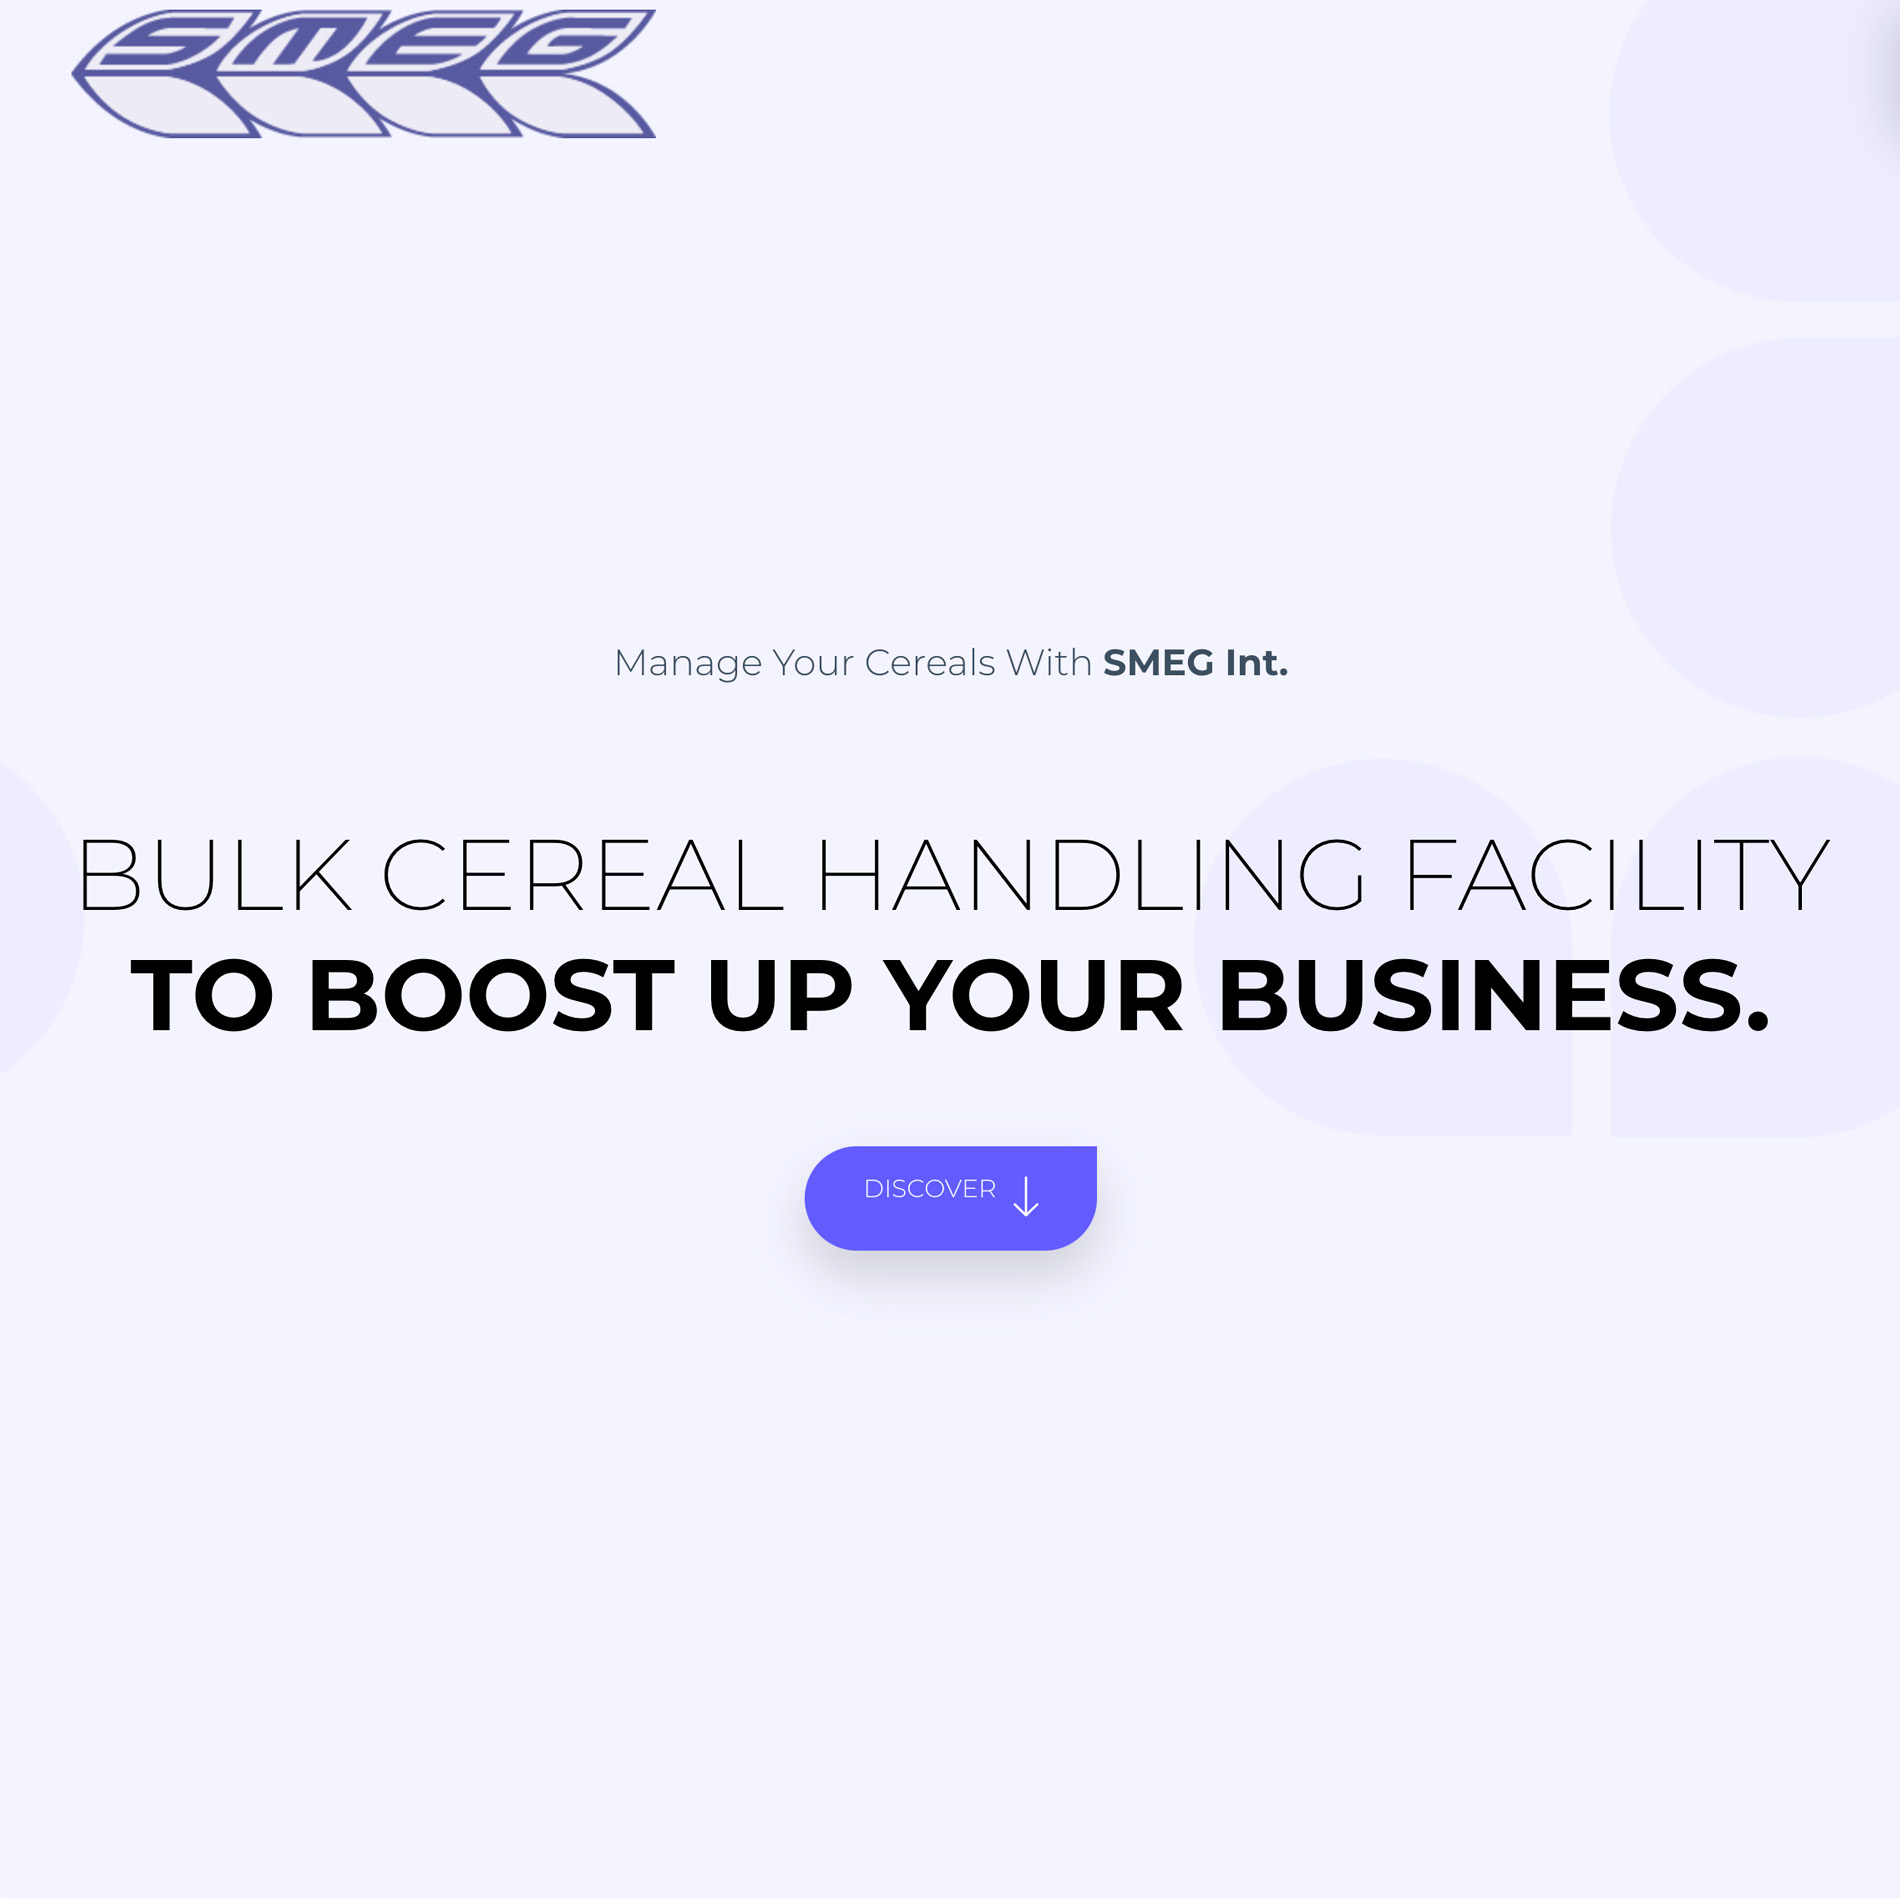 SMEG
Manage Your Cereals With SMEG Int.
BULK CEREAL HANDLING FACILITY
TO BOOST UP YOUR BUSINESS.
DISCOVER